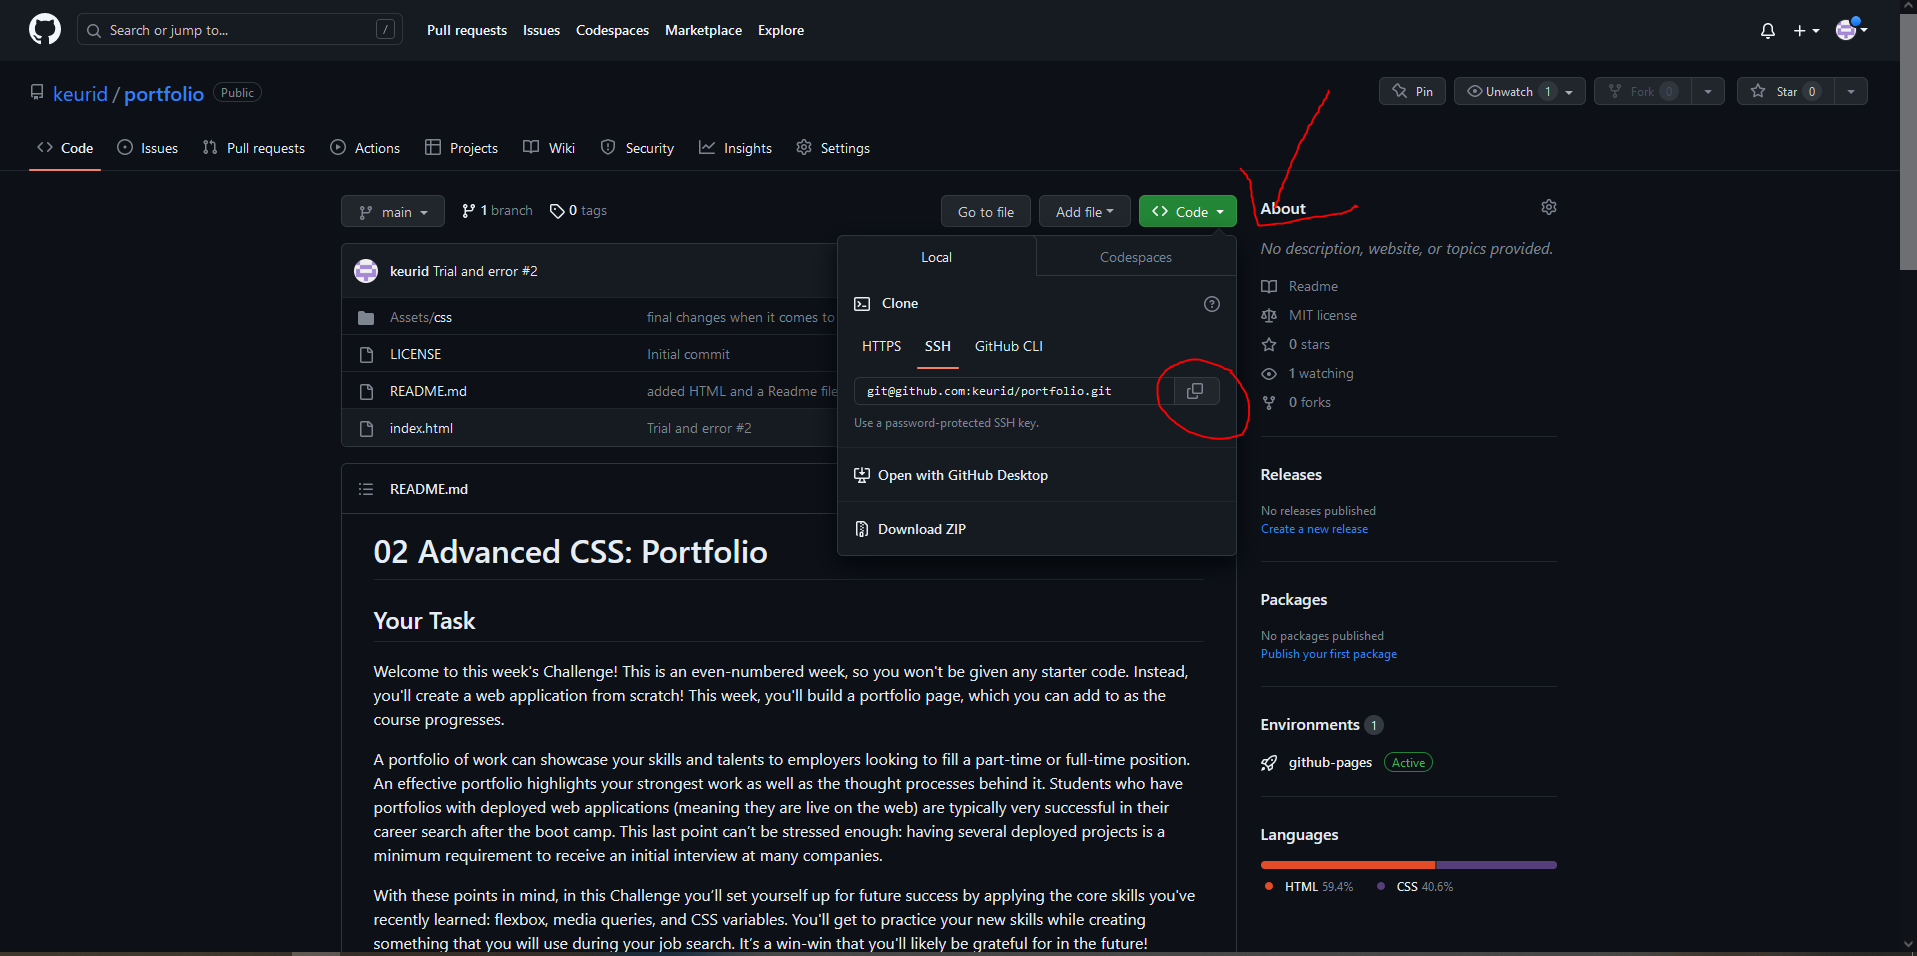 Search or jump to... /
Pull requests Issues Codespaces Marketplace Explore
keurid / portfolio Public
Pin Unwatch 1 Fork 0 Star 0
Code Issues Pull requests Actions Projects Wiki Security Insights Settings
main 1 branch 0 tags Go to file Add file Code
keurid Trial and error #2
Assets/css final changes when it comes to
LICENSE Initial commit
README.md added HTML and a Readme file
index.html Trial and error #2
Local Codespaces
Clone
HTTPS SSH GitHub CLI
git@github.com:keurid/portfolio.git
Use a password-protected SSH key.
Open with GitHub Desktop
Download ZIP
README.md
02 Advanced CSS: Portfolio
Your Task
Welcome to this week's Challenge! This is an even-numbered week, so you won't be given any starter code. Instead,
you'll create a web application from scratch! This week, you'll build a portfolio page, which you can add to as the
course progresses.
A portfolio of work can showcase your skills and talents to employers looking to fill a part-time or full-time position.
An effective portfolio highlights your strongest work as well as the thought processes behind it. Students who have
portfolios with deployed web applications (meaning they are live on the web) are typically very successful in their
career search after the boot camp. This last point can’t be stressed enough: having several deployed projects is a
minimum requirement to receive an initial interview at many companies.
With these points in mind, in this Challenge you’ll set yourself up for future success by applying the core skills you've
recently learned: flexbox, media queries, and CSS variables. You'll get to practice your new skills while creating
something that you will use during your job search. It’s a win-win that you'll likely be grateful for in the future!
About
No description, website, or topics provided.
Readme
MIT license
0 stars
1 watching
0 forks
Releases
No releases published
Create a new release
Packages
No packages published
Publish your first package
Environments 1
github-pages Active
Languages
HTML 59.4% CSS 40.6%